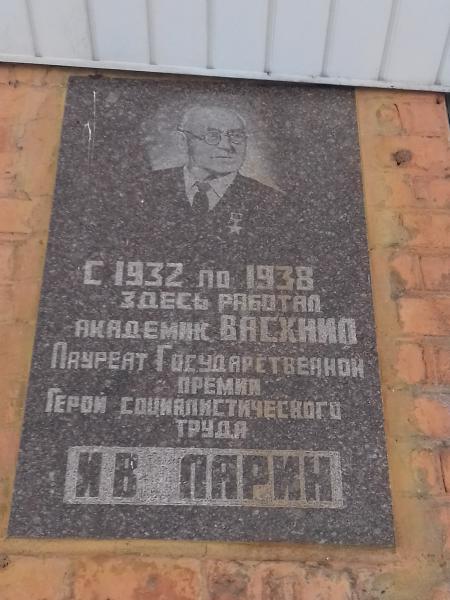 С 1932 ПО 1938
ЗДЕСЬ РАБОТАЛ
АКАДЕМИК ВАСХНИЛ
ЛАУРЕАТ ГОСУДАРСТВЕННОЙ
ПРЕМИИ
ГЕРОЙ СОЦИАЛИСТИЧЕСКОГО
ТРУДА
И В ЛАРИН